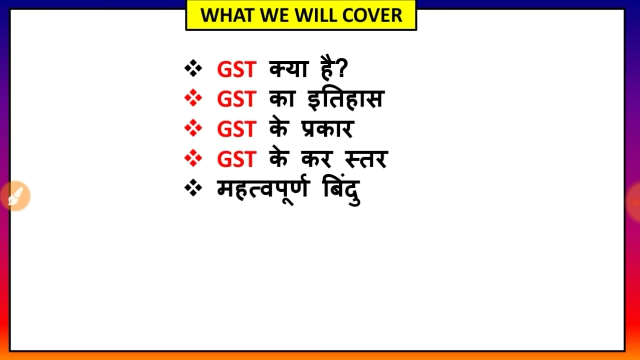 WHAT WE WILL COVER
❖ GST क्या है?
❖ GST का इतिहास
❖ GST के प्रकार
❖ GST के कर स्तर
❖ महत्वपूर्ण बिंदु